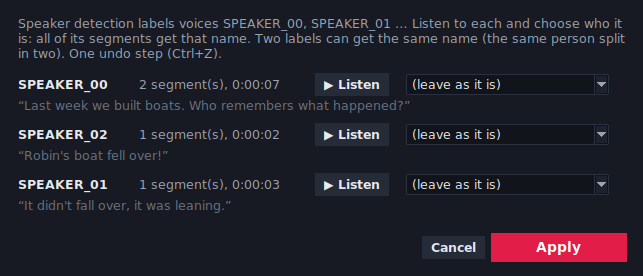 Speaker detection labels voices SPEAKER_00, SPEAKER_01 ... Listen to each and choose who it
is: all of its segments get that name. Two labels can get the same name (the same person split
in two). One undo step (Ctrl+Z).
SPEAKER_00 2 segment(s), 0:00:07 ▶ Listen (leave as it is)
“Last week we built boats. Who remembers what happened?”
SPEAKER_02 1 segment(s), 0:00:02 ▶ Listen (leave as it is)
“Robin's boat fell over!”
SPEAKER_01 1 segment(s), 0:00:03 ▶ Listen (leave as it is)
“It didn't fall over, it was leaning.”
Cancel Apply